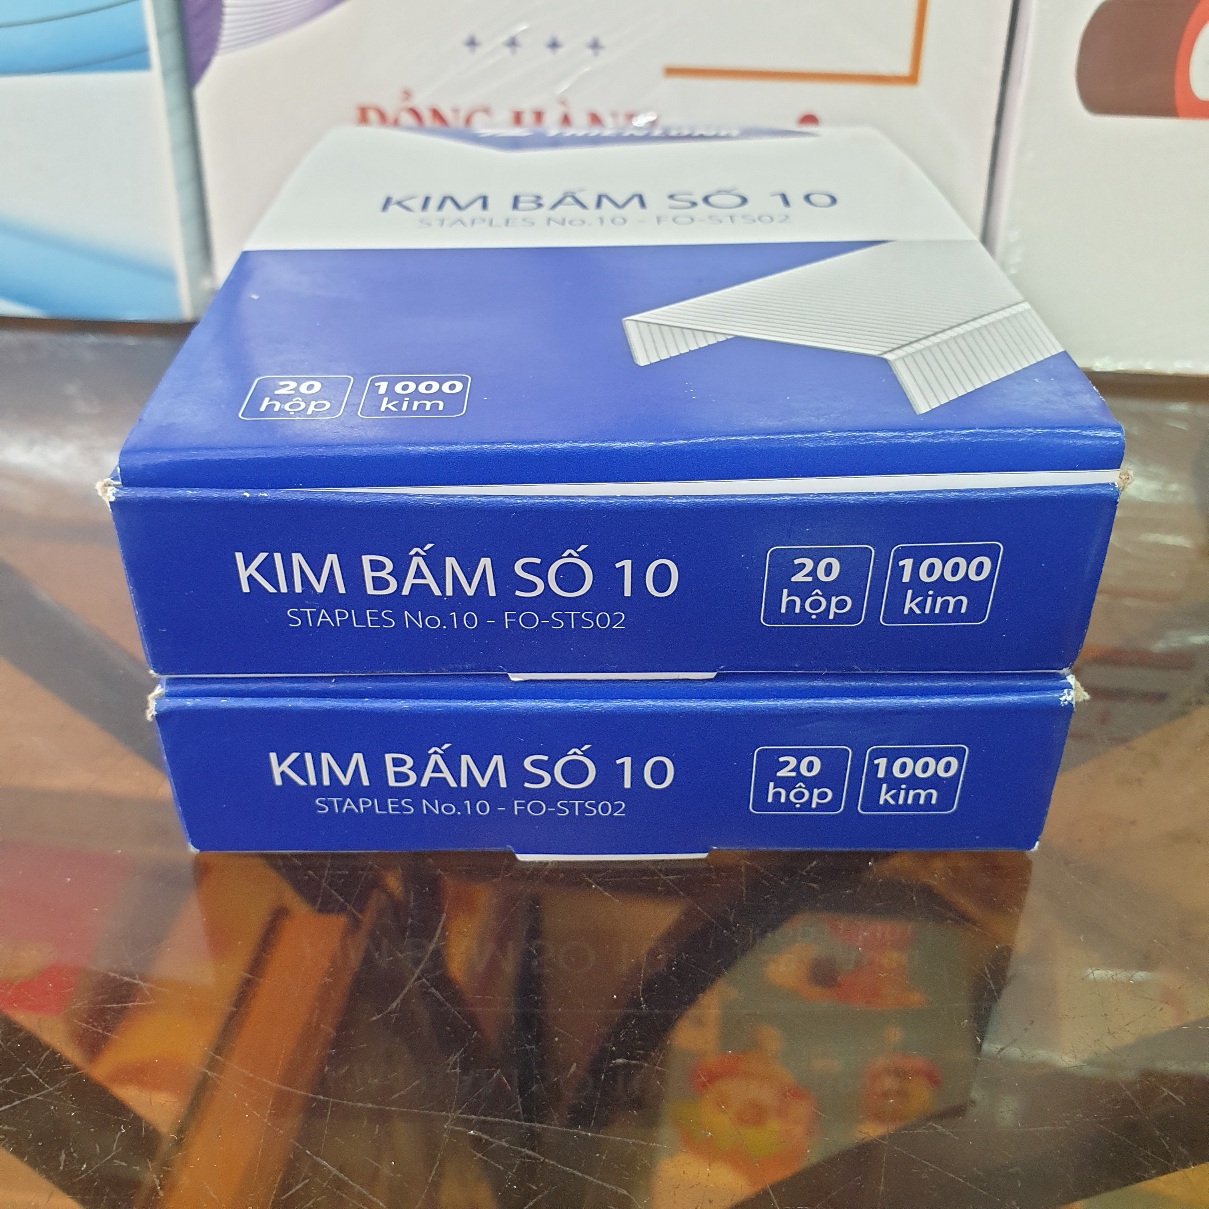 ĐỒNG HÀNH
KIM BẤM SỐ 10
STAPLES No.10 - FO-STS02
20
hộp
1000
kim
KIM BẤM SỐ 10
STAPLES No.10 - FO-STS02
20
hộp
1000
kim
KIM BẤM SỐ 10
STAPLES No.10 - FO-STS02
20
hộp
1000
kim